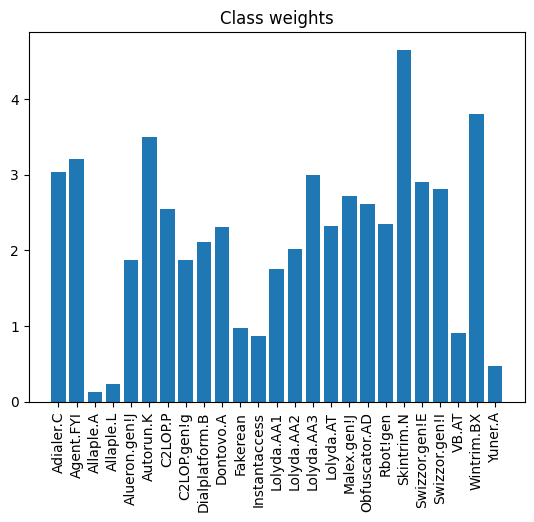 Class weights
4
3
2
1
0
Adialer.C
Agent.FYI
Allaple.A
Allaple.L
Alueron.gen!J
Autorun.K
C2LOP.P
C2LOP.gen!g
Dialplatform.B
Dontovo.A
Fakerean
Instantaccess
Lolyda.AA1
Lolyda.AA2
Lolyda.AA3
Lolyda.AT
Malex.gen!J
Obfuscator.AD
Rbot!gen
Skintrim.N
Swizzor.gen!E
Swizzor.gen!I
VB.AT
Wintrim.BX
Yuner.A